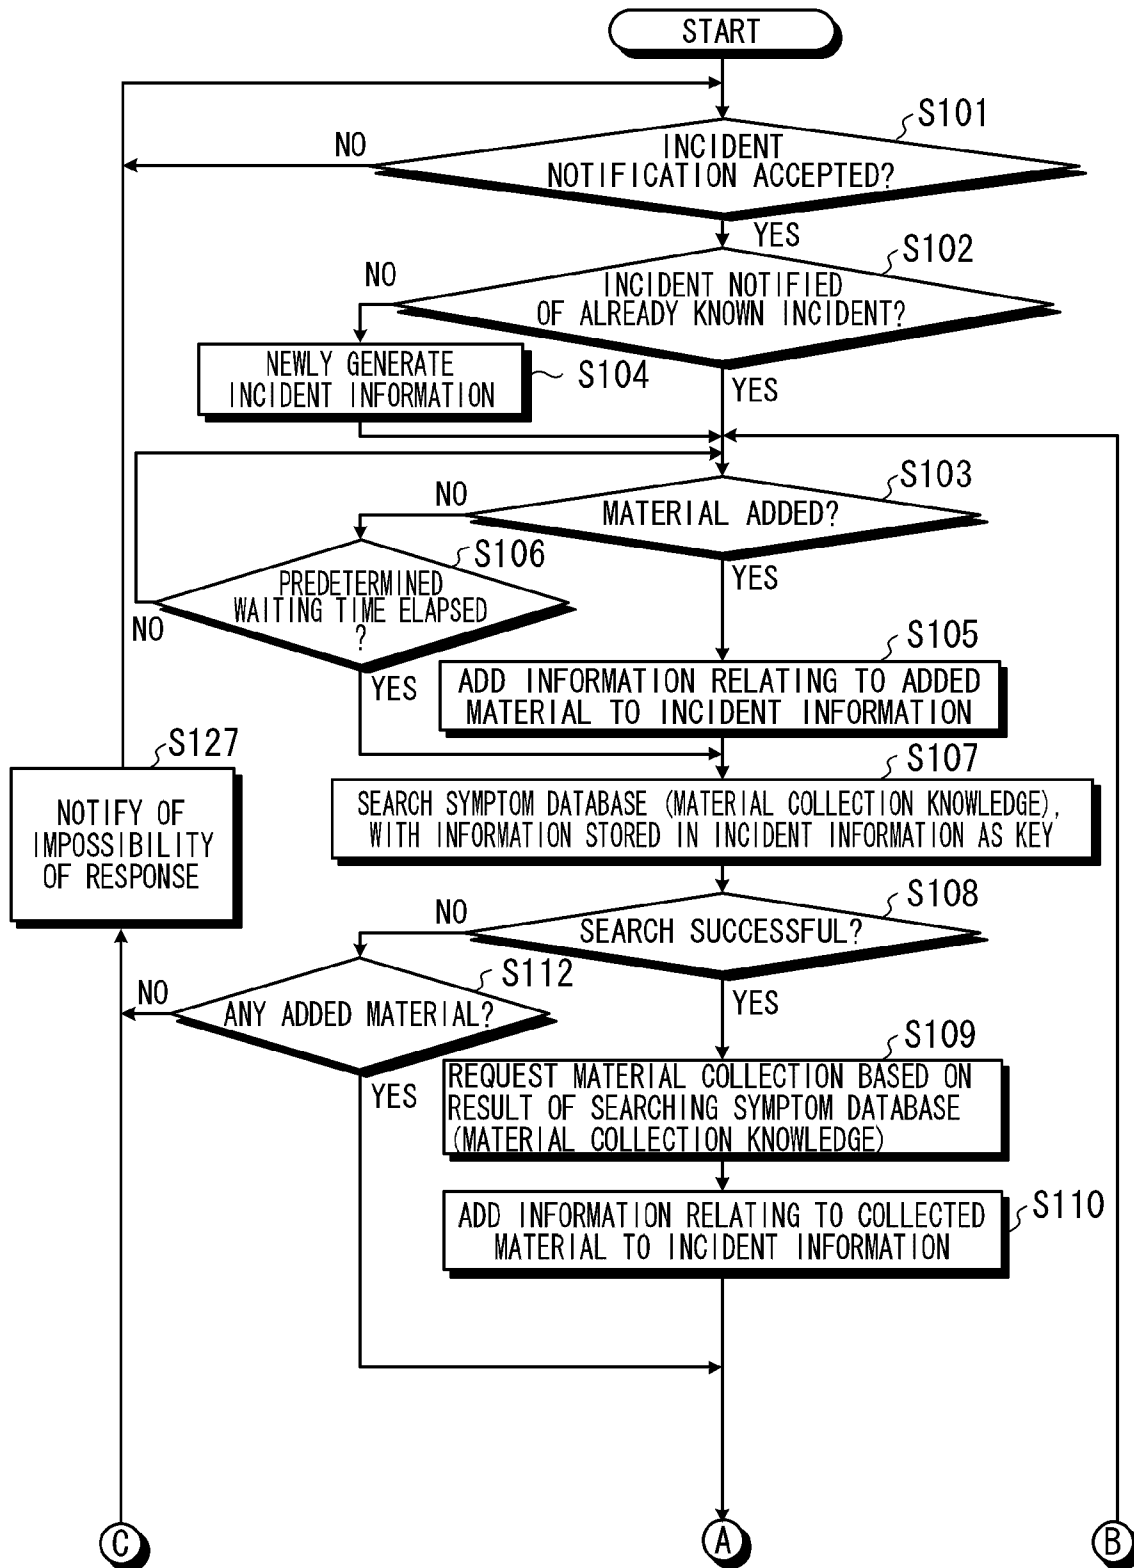 START
S101
NO
INCIDENT
NOTIFICATION ACCEPTED?
YES
S102
NO
INCIDENT NOTIFIED
OF ALREADY KNOWN INCIDENT?
NEWLY GENERATE
INCIDENT INFORMATION
S104
YES
S103
NO
MATERIAL ADDED?
S106
YES
PREDETERMINED
WAITING TIME ELAPSED
?
NO
YES
S105
ADD INFORMATION RELATING TO ADDED
MATERIAL TO INCIDENT INFORMATION
S127
NOTIFY OF
IMPOSSIBILITY
OF RESPONSE
S107
SEARCH SYMPTOM DATABASE (MATERIAL COLLECTION KNOWLEDGE),
WITH INFORMATION STORED IN INCIDENT INFORMATION AS KEY
S108
NO
SEARCH SUCCESSFUL?
S112
NO
ANY ADDED MATERIAL?
YES
YES
S109
REQUEST MATERIAL COLLECTION BASED ON
RESULT OF SEARCHING SYMPTOM DATABASE
(MATERIAL COLLECTION KNOWLEDGE)
S110
ADD INFORMATION RELATING TO COLLECTED
MATERIAL TO INCIDENT INFORMATION
C
A
B